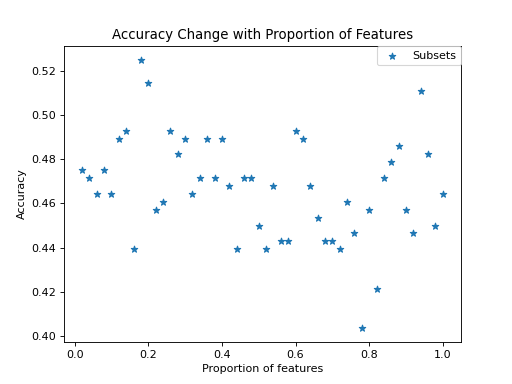 Accuracy Change with Proportion of Features
Subsets
Accuracy
0.52
0.50
0.48
0.46
0.44
0.42
0.40
0.0 0.2 0.4 0.6 0.8 1.0
Proportion of features